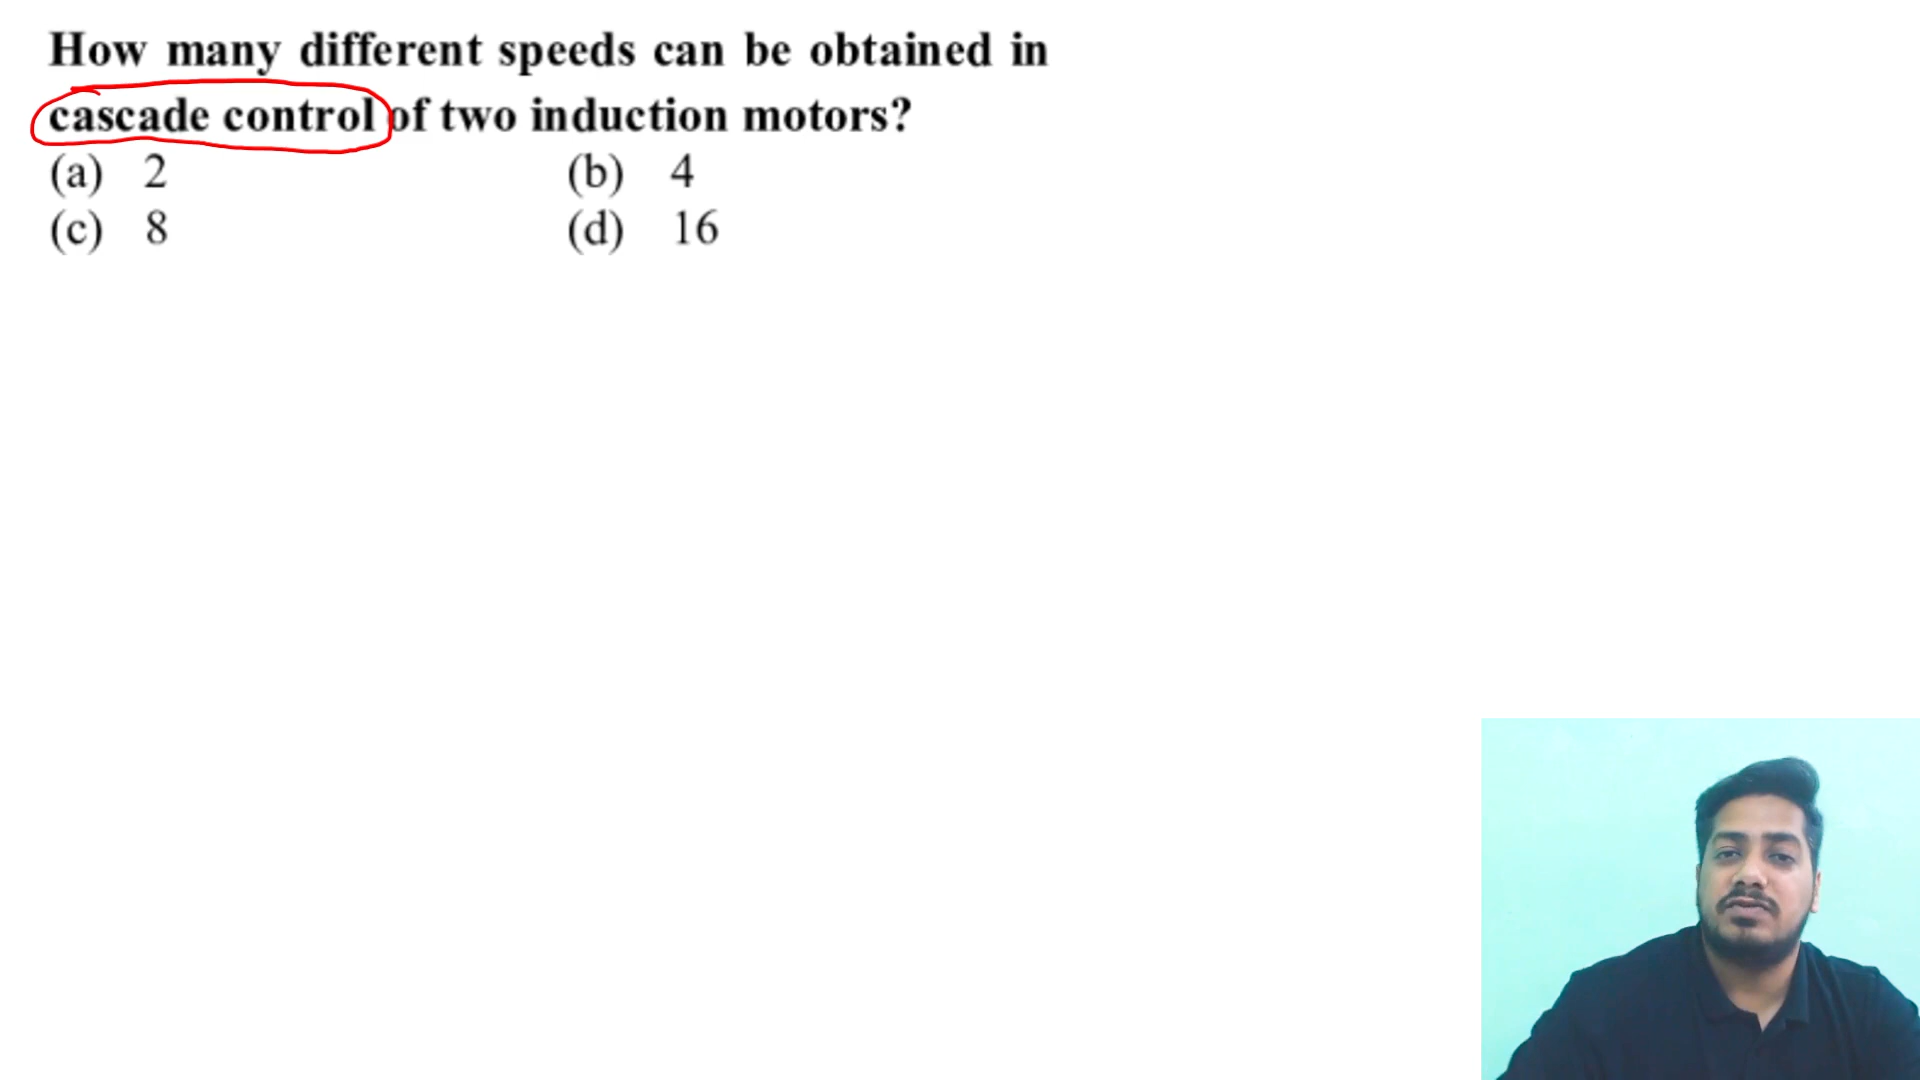 How many different speeds can be obtained in
cascade control of two induction motors?
(a) 2 (b) 4
(c) 8 (d) 16